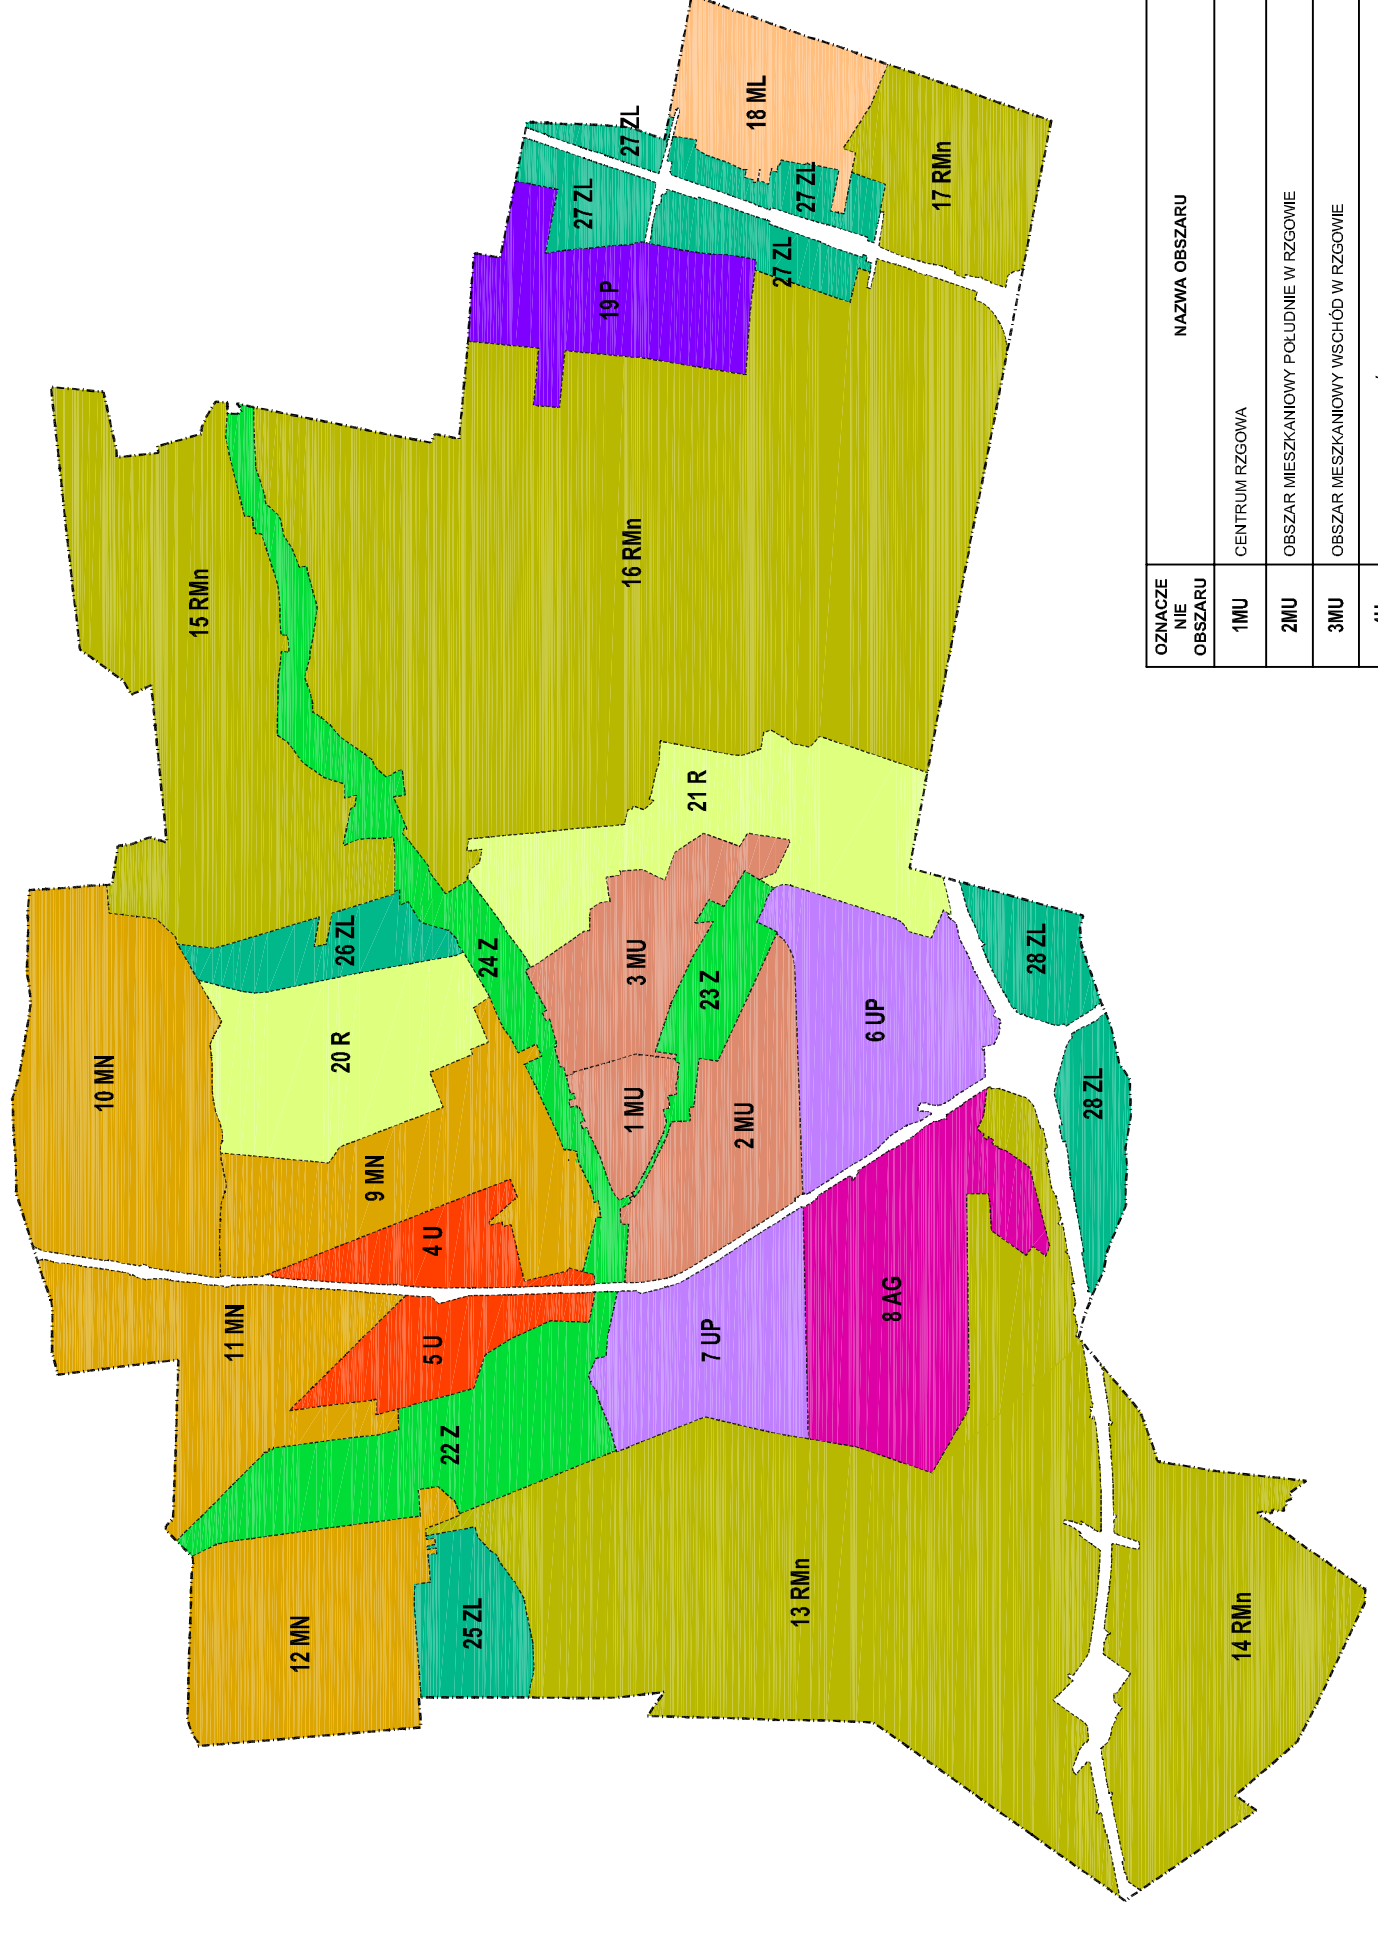 10 MN
15 RMn
11 MN
12 MN
20 R
26 ZL
9 MN
5 U
4 U
22 Z
25 ZL
24 Z
27 ZL
19 P
27 ZL
1 MU
3 MU
16 RMn
21 R
7 UP
23 Z
2 MU
18 ML
27 ZL
13 RMn
27 ZL
6 UP
8 AG
17 RMn
28 ZL
28 ZL
14 RMn
OZNACZE
NIE
OBSZARU
NAZWA OBSZARU
1MU CENTRUM RZGOWA
2MU OBSZAR MIESZKANIOWY POŁUDNIE W RZGOWIE
3MU OBSZAR MESZKANIOWY WSCHÓD W RZGOWIE